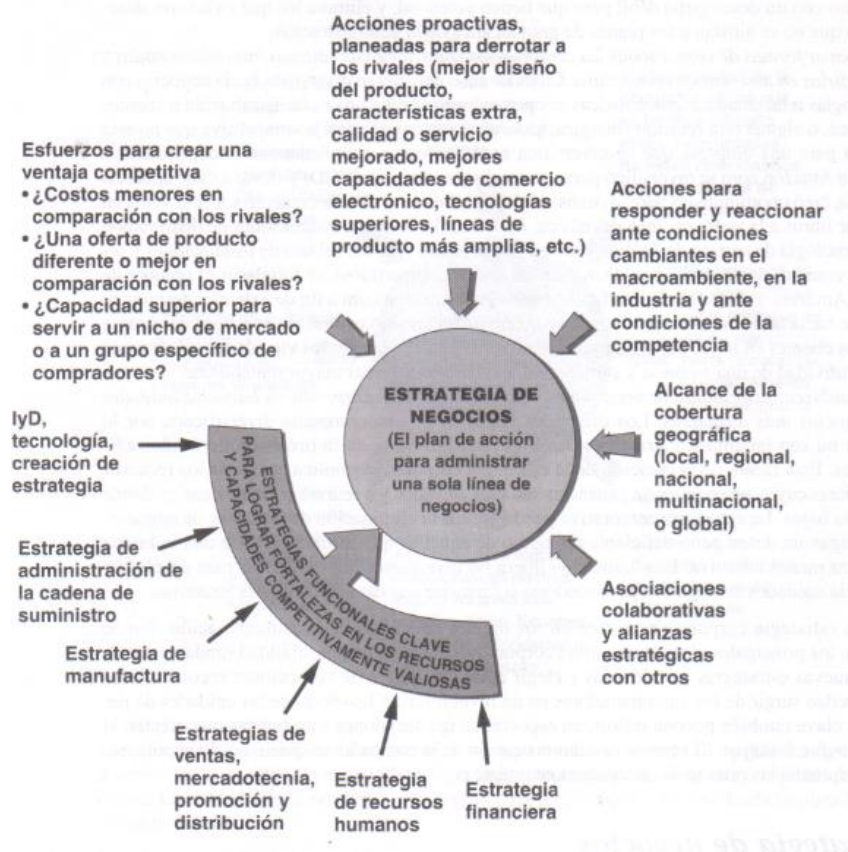 Acciones proactivas,
planeadas para derrotar a
los rivales (mejor diseño
del producto,
características extra,
calidad o servicio
mejorado, mejores
capacidades de comercio
electrónico, tecnologías
superiores, líneas de
producto más amplias, etc.)
Esfuerzos para crear una
ventaja competitiva
• ¿Costos menores en
comparación con los rivales?
• ¿Una oferta de producto
diferente o mejor en
comparación con los rivales?
• ¿Capacidad superior para
servir a un nicho de mercado
o a un grupo específico de
compradores?
Acciones para
responder y reaccionar
ante condiciones
cambiantes en el
macroambiente, en la
industria y ante
condiciones de la
competencia
ESTRATEGIA DE
NEGOCIOS
(El plan de acción
para administrar
una sola línea de
negocios)
Alcance de la
cobertura
geográfica
(local, regional,
nacional,
multinacional,
o global)
Asociaciones
colaborativas
y alianzas
estratégicas
con otros
ESTRATEGIAS FUNCIONALES CLAVE
PARA LOGRAR FORTALEZAS EN LOS RECURSOS
Y CAPACIDADES COMPETITIVAMENTE VALIOSAS
IyD,
tecnología,
creación de
estrategia
Estrategia de
administración de
la cadena de
suministro
Estrategia de
manufactura
Estrategias de
ventas,
mercadotecnia,
promoción y
distribución
Estrategia
de recursos
humanos
Estrategia
financiera